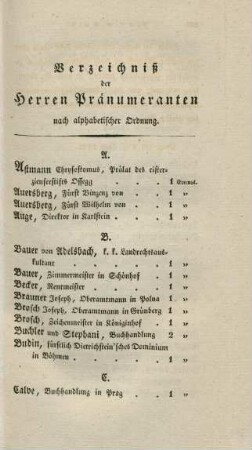 Verzeichniß
der
Herren Pränumeranten
nach alphabetischer Ordnung.
A.
Astmann Chrysostomus, Prälat des cister-
zienserstifts Ossegg . . . 1 Exempl.
Auersberg, Fürst Vinzenz von . . 1 „
Auersberg, Fürst Wilhelm von . . 1 „
Auge, Direktor in Karlstein . . . 1 „
B.
Bauer von Adelsbach, k. k. Landrechtsaus-
kultant . . . . . 1 „
Bauer, Zimmermeister in Schönhof . 1 „
Becker, Rentmeister . . . . 1 „
Brauner Joseph, Oberamtmann in Polna 1 „
Brosch Joseph, Oberamtmann in Grünberg 1 „
Brosch, Zeichenmeister in Königinhof . 1 „
Buchler und Stephani, Buchhandlung 2 „
Budin, fürstlich Dietrichstein'sches Dominium
in Böhmen . . . . . 1 „
C.
Calve, Buchhandlung in Prag . . 1 „